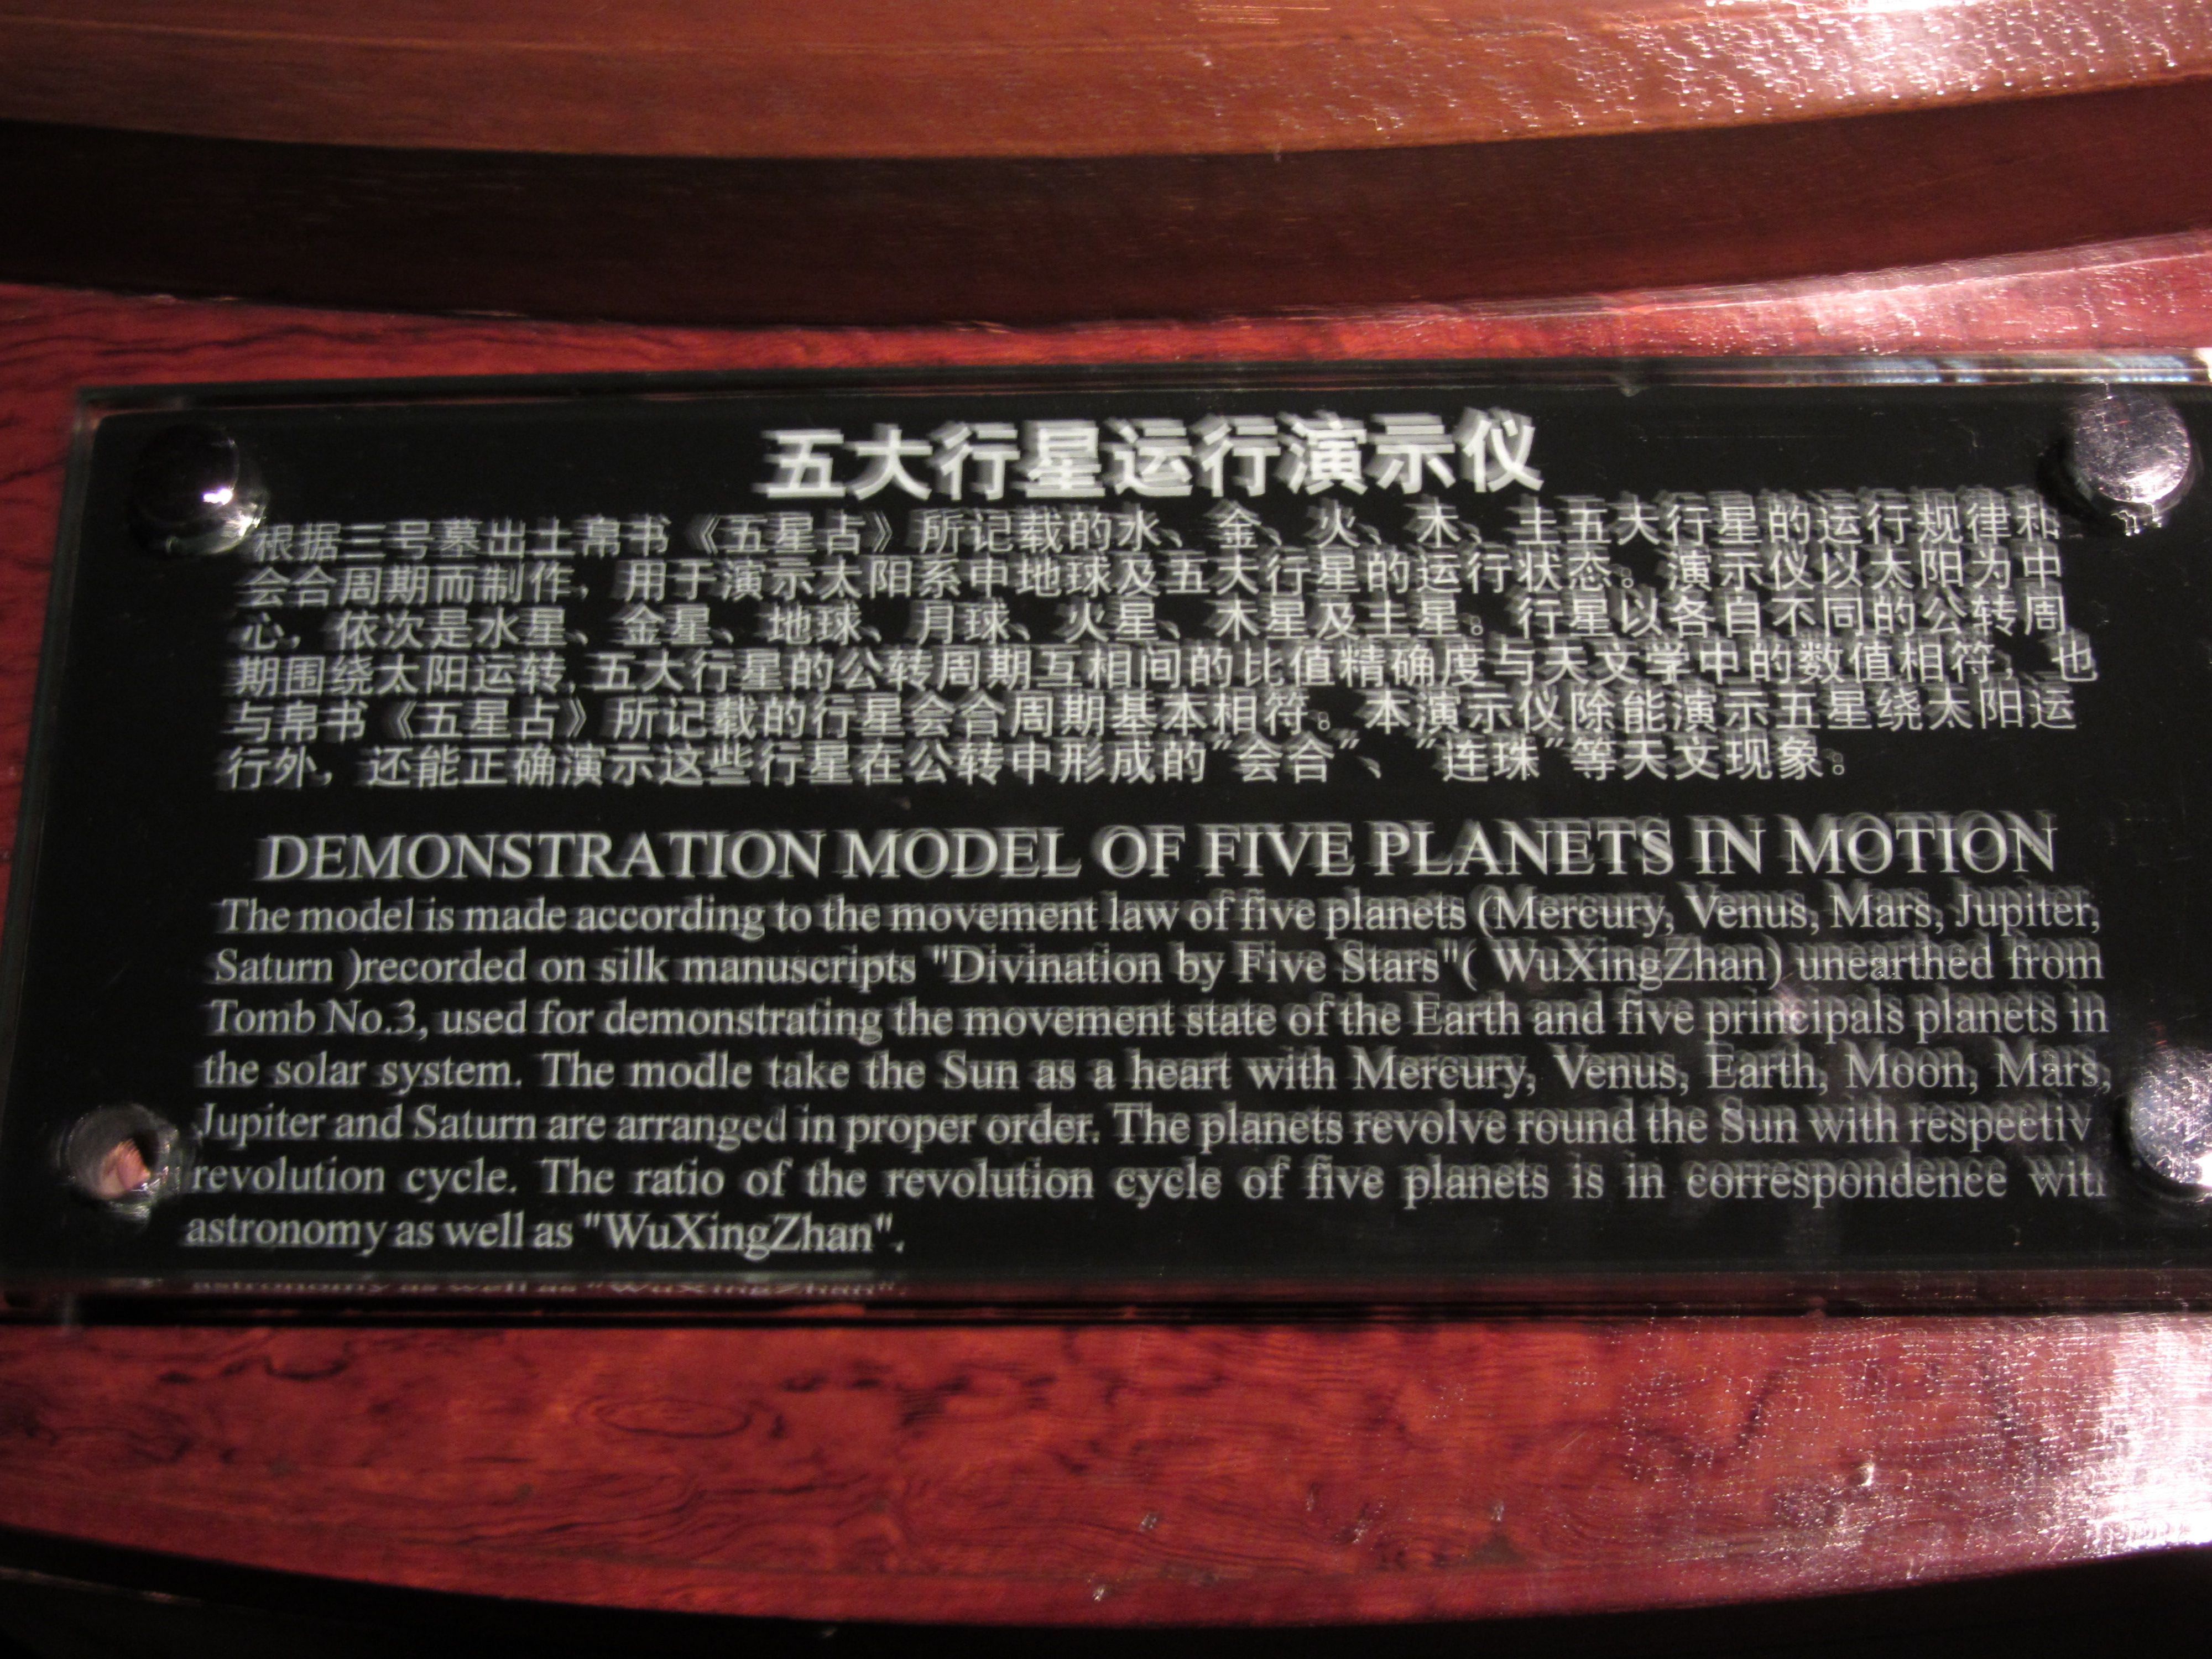 五大行星运行演示仪
根据三号墓出土帛书《五星占》所记载的水、金、火、木、土五大行星的运行规律和
会合周期而制作，用于演示太阳系中地球及五大行星的运行状态。演示仪以太阳为中
心，依次是水星、金星、地球、月球、火星、木星及土星。行星以各自不同的公转周
期围绕太阳运转，五大行星的公转周期互相间的比值精确度与天文学中的数值相符，也
与帛书《五星占》所记载的行星会合周期基本相符。本演示仪除能演示五星绕太阳运
行外，还能正确演示这些行星在公转中形成的"会合"、"连珠"等天文现象。
DEMONSTRATION MODEL OF FIVE PLANETS IN MOTION
The model is made according to the movement law of five planets (Mercury, Venus, Mars, Jupiter,
Saturn )recorded on silk manuscripts "Divination by Five Stars"( WuXingZhan) unearthed from
Tomb No.3, used for demonstrating the movement state of the Earth and five principals planets in
the solar system. The modle take the Sun as a heart with Mercury, Venus, Earth, Moon, Mars,
Jupiter and Saturn are arranged in proper order. The planets revolve round the Sun with respectiv
revolution cycle. The ratio of the revolution cycle of five planets is in correspondence with
astronomy as well as "WuXingZhan".